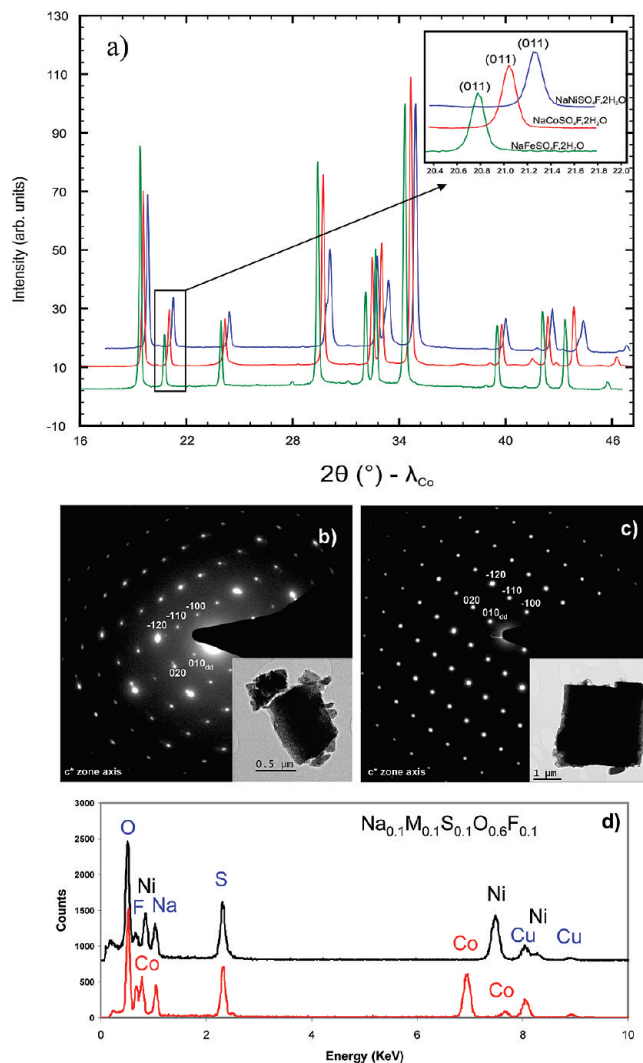 a)
130
110
90
70
50
30
10
-10
Intensity (arb. units)
(011)
(011)
(011)
NaNiSO₄F,2H₂O
NaCoSO₄F,2H₂O
NaFeSO₄F,2H₂O
20.4 20.6 20.8 21.0 21.2 21.4 21.6 21.8 22.0
16 22 28 34 40 46
2θ (°) - λCo
b)
-100
-110
-120
010dd
020
0.5 µm
c* zone axis
c)
-120
-110
-100
020
010dd
1 µm
c* zone axis
d)
Na0.1M0.1S0.1O0.6F0.1
3000
2500
2000
1500
1000
500
0
Counts
O
Ni
F
Na
Co
S
Ni
Ni
Co
Cu
Cu
Co
0 2 4 6 8 10
Energy (KeV)